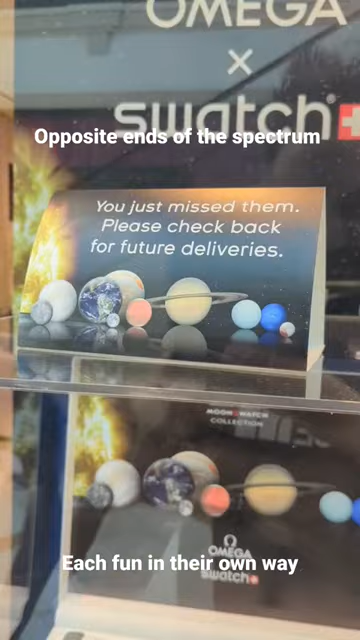 OMEGA
×
swatch
Opposite ends of the spectrum
You just missed them.
Please check back
for future deliveries.
MOONSWATCH
COLLECTION
Ω
OMEGA
Each fun in their own way
swatch